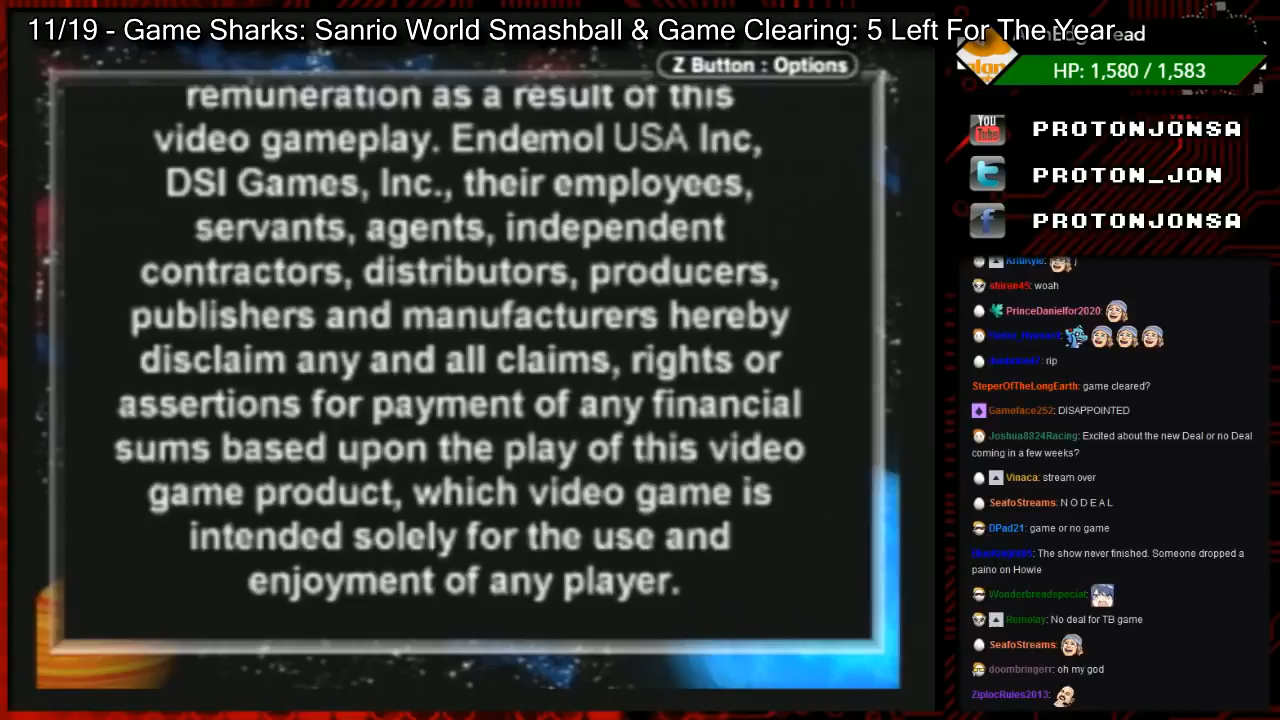 11/19 - Game Sharks: Sanrio World Smashball & Game Clearing: 5 Left For The Year
Z Button : Options
remuneration as a result of this
video gameplay. Endemol USA Inc,
DSI Games, Inc., their employees,
servants, agents, independent
contractors, distributors, producers,
publishers and manufacturers hereby
disclaim any and all claims, rights or
assertions for payment of any financial
sums based upon the play of this video
game product, which video game is
intended solely for the use and
enjoyment of any player.
HP: 1,580 / 1,583
You
Tube
PROTONJONSA
PROTON_JON
PROTONJONSA
KritiKyle:
shiren45: woah
PrinceDanielfor2020:
rip
SteperOfTheLongEarth: game cleared?
Gameface252: DISAPPOINTED
Joshua8824Racing: Excited about the new Deal or no Deal
coming in a few weeks?
Vinaca: stream over
SeafoStreams: N O D E A L
DPad21: game or no game
The show never finished. Someone dropped a
paino on Howie
Wonderbreadspecial:
Remolay: No deal for TB game
SeafoStreams:
doombringerr: oh my god
ZiplocRules2013: